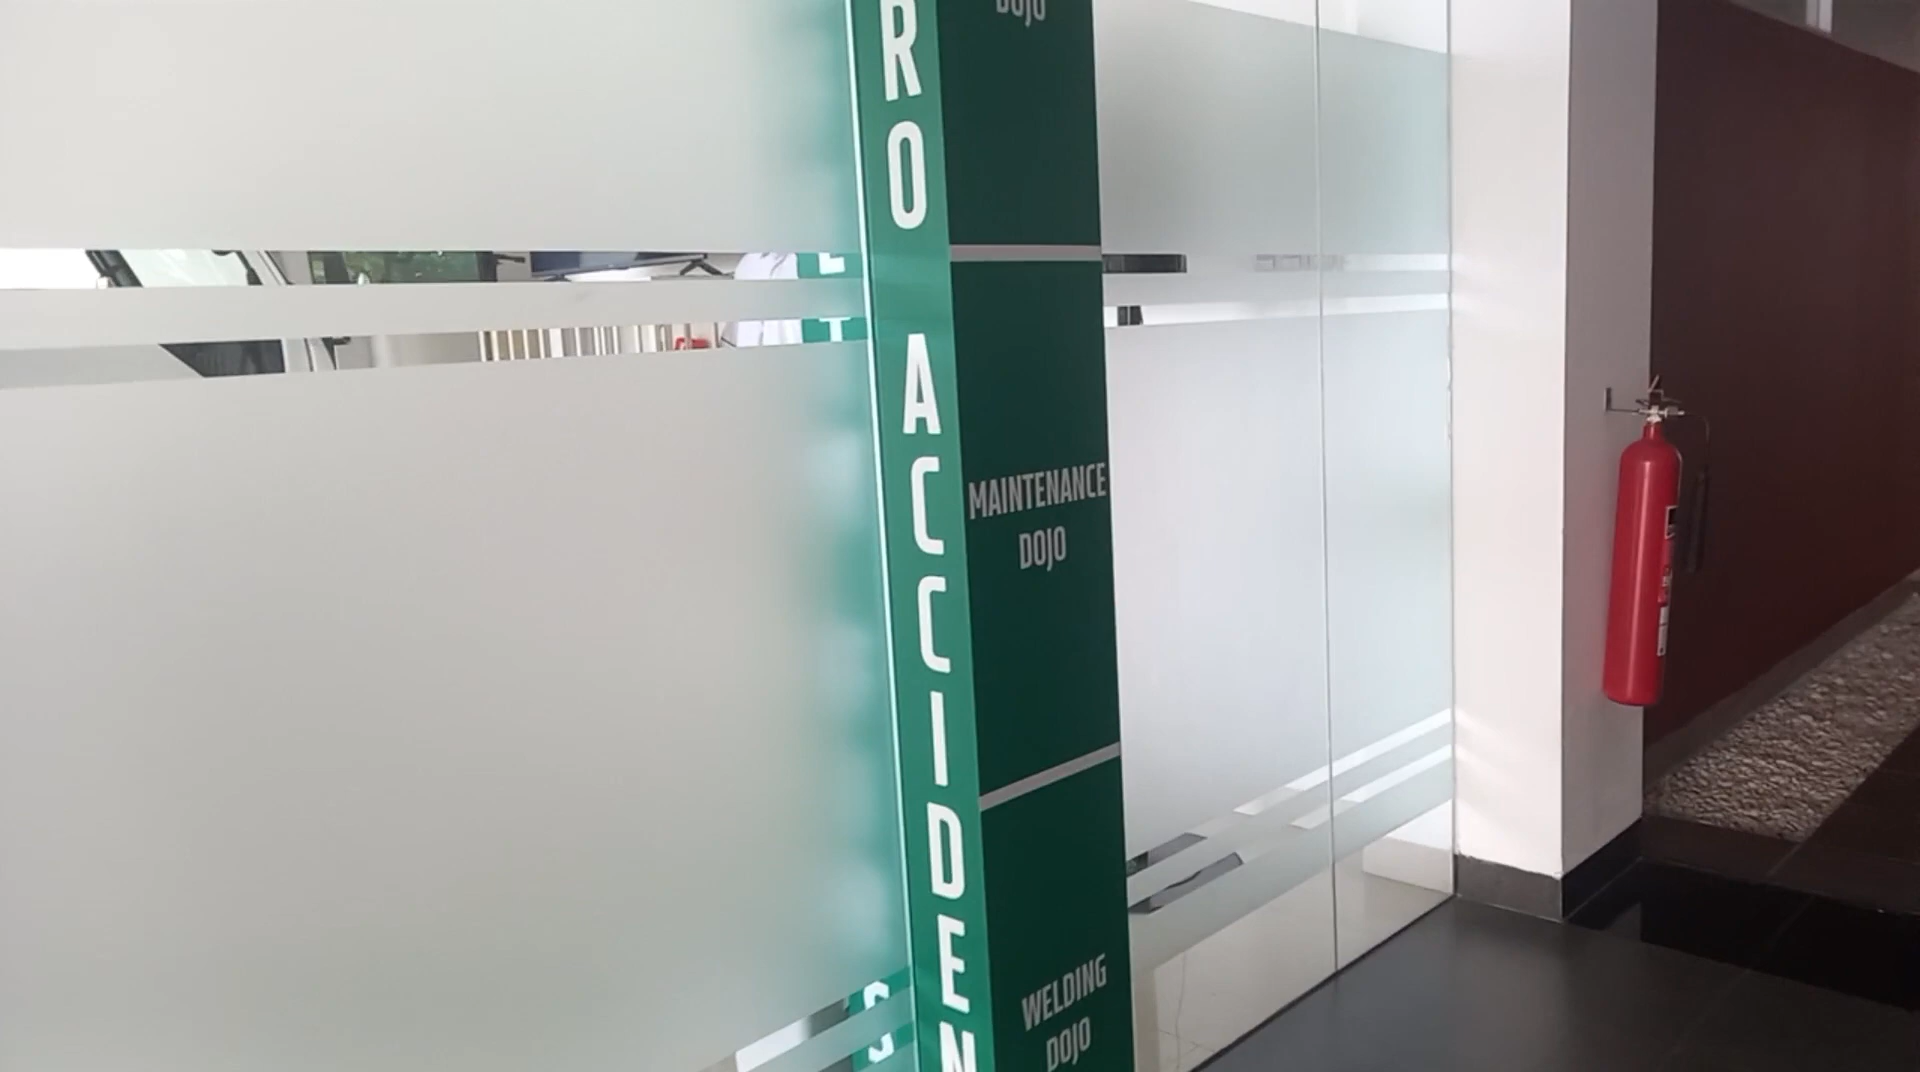 RO ACCIDEN
DOJO
MAINTENANCE
DOJO
WELDING
DOJO